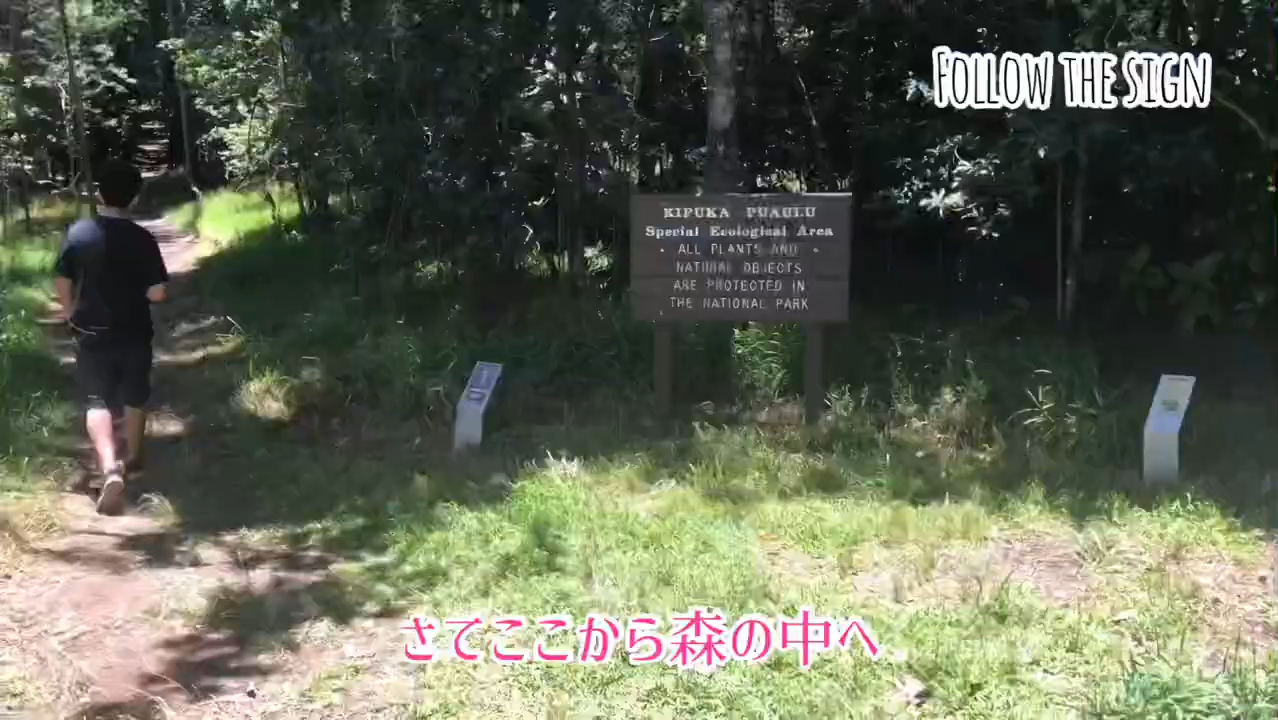 FOLLOW THE SIGN
KIPUKA PUAULU
Special Ecological Area
• ALL PLANTS AND •
NATURAL OBJECTS
ARE PROTECTED IN
THE NATIONAL PARK
さてここから森の中へ